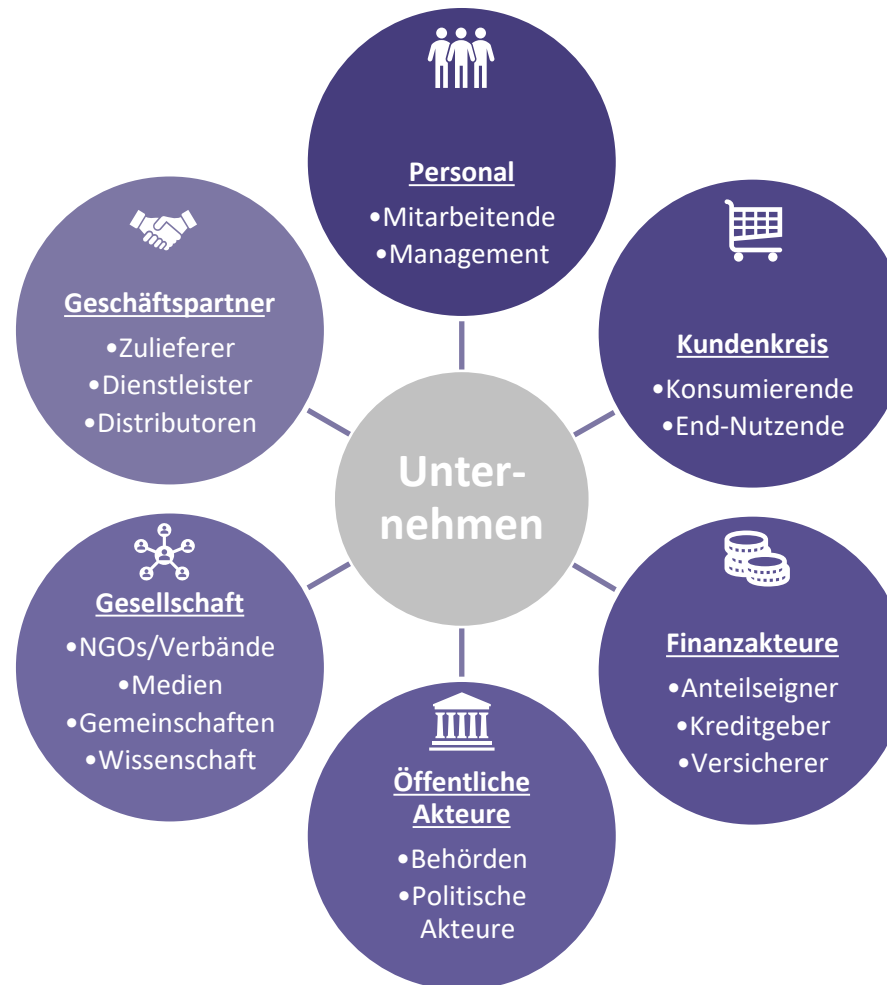 Personal
•Mitarbeitende
•Management
Kundenkreis
•Konsumierende
•End-Nutzende
Finanzakteure
•Anteilseigner
•Kreditgeber
•Versicherer
Öffentliche
Akteure
•Behörden
•Politische
Akteure
Gesellschaft
•NGOs/Verbände
•Medien
•Gemeinschaften
•Wissenschaft
Geschäftspartner
•Zulieferer
•Dienstleister
•Distributoren
Unter-
nehmen